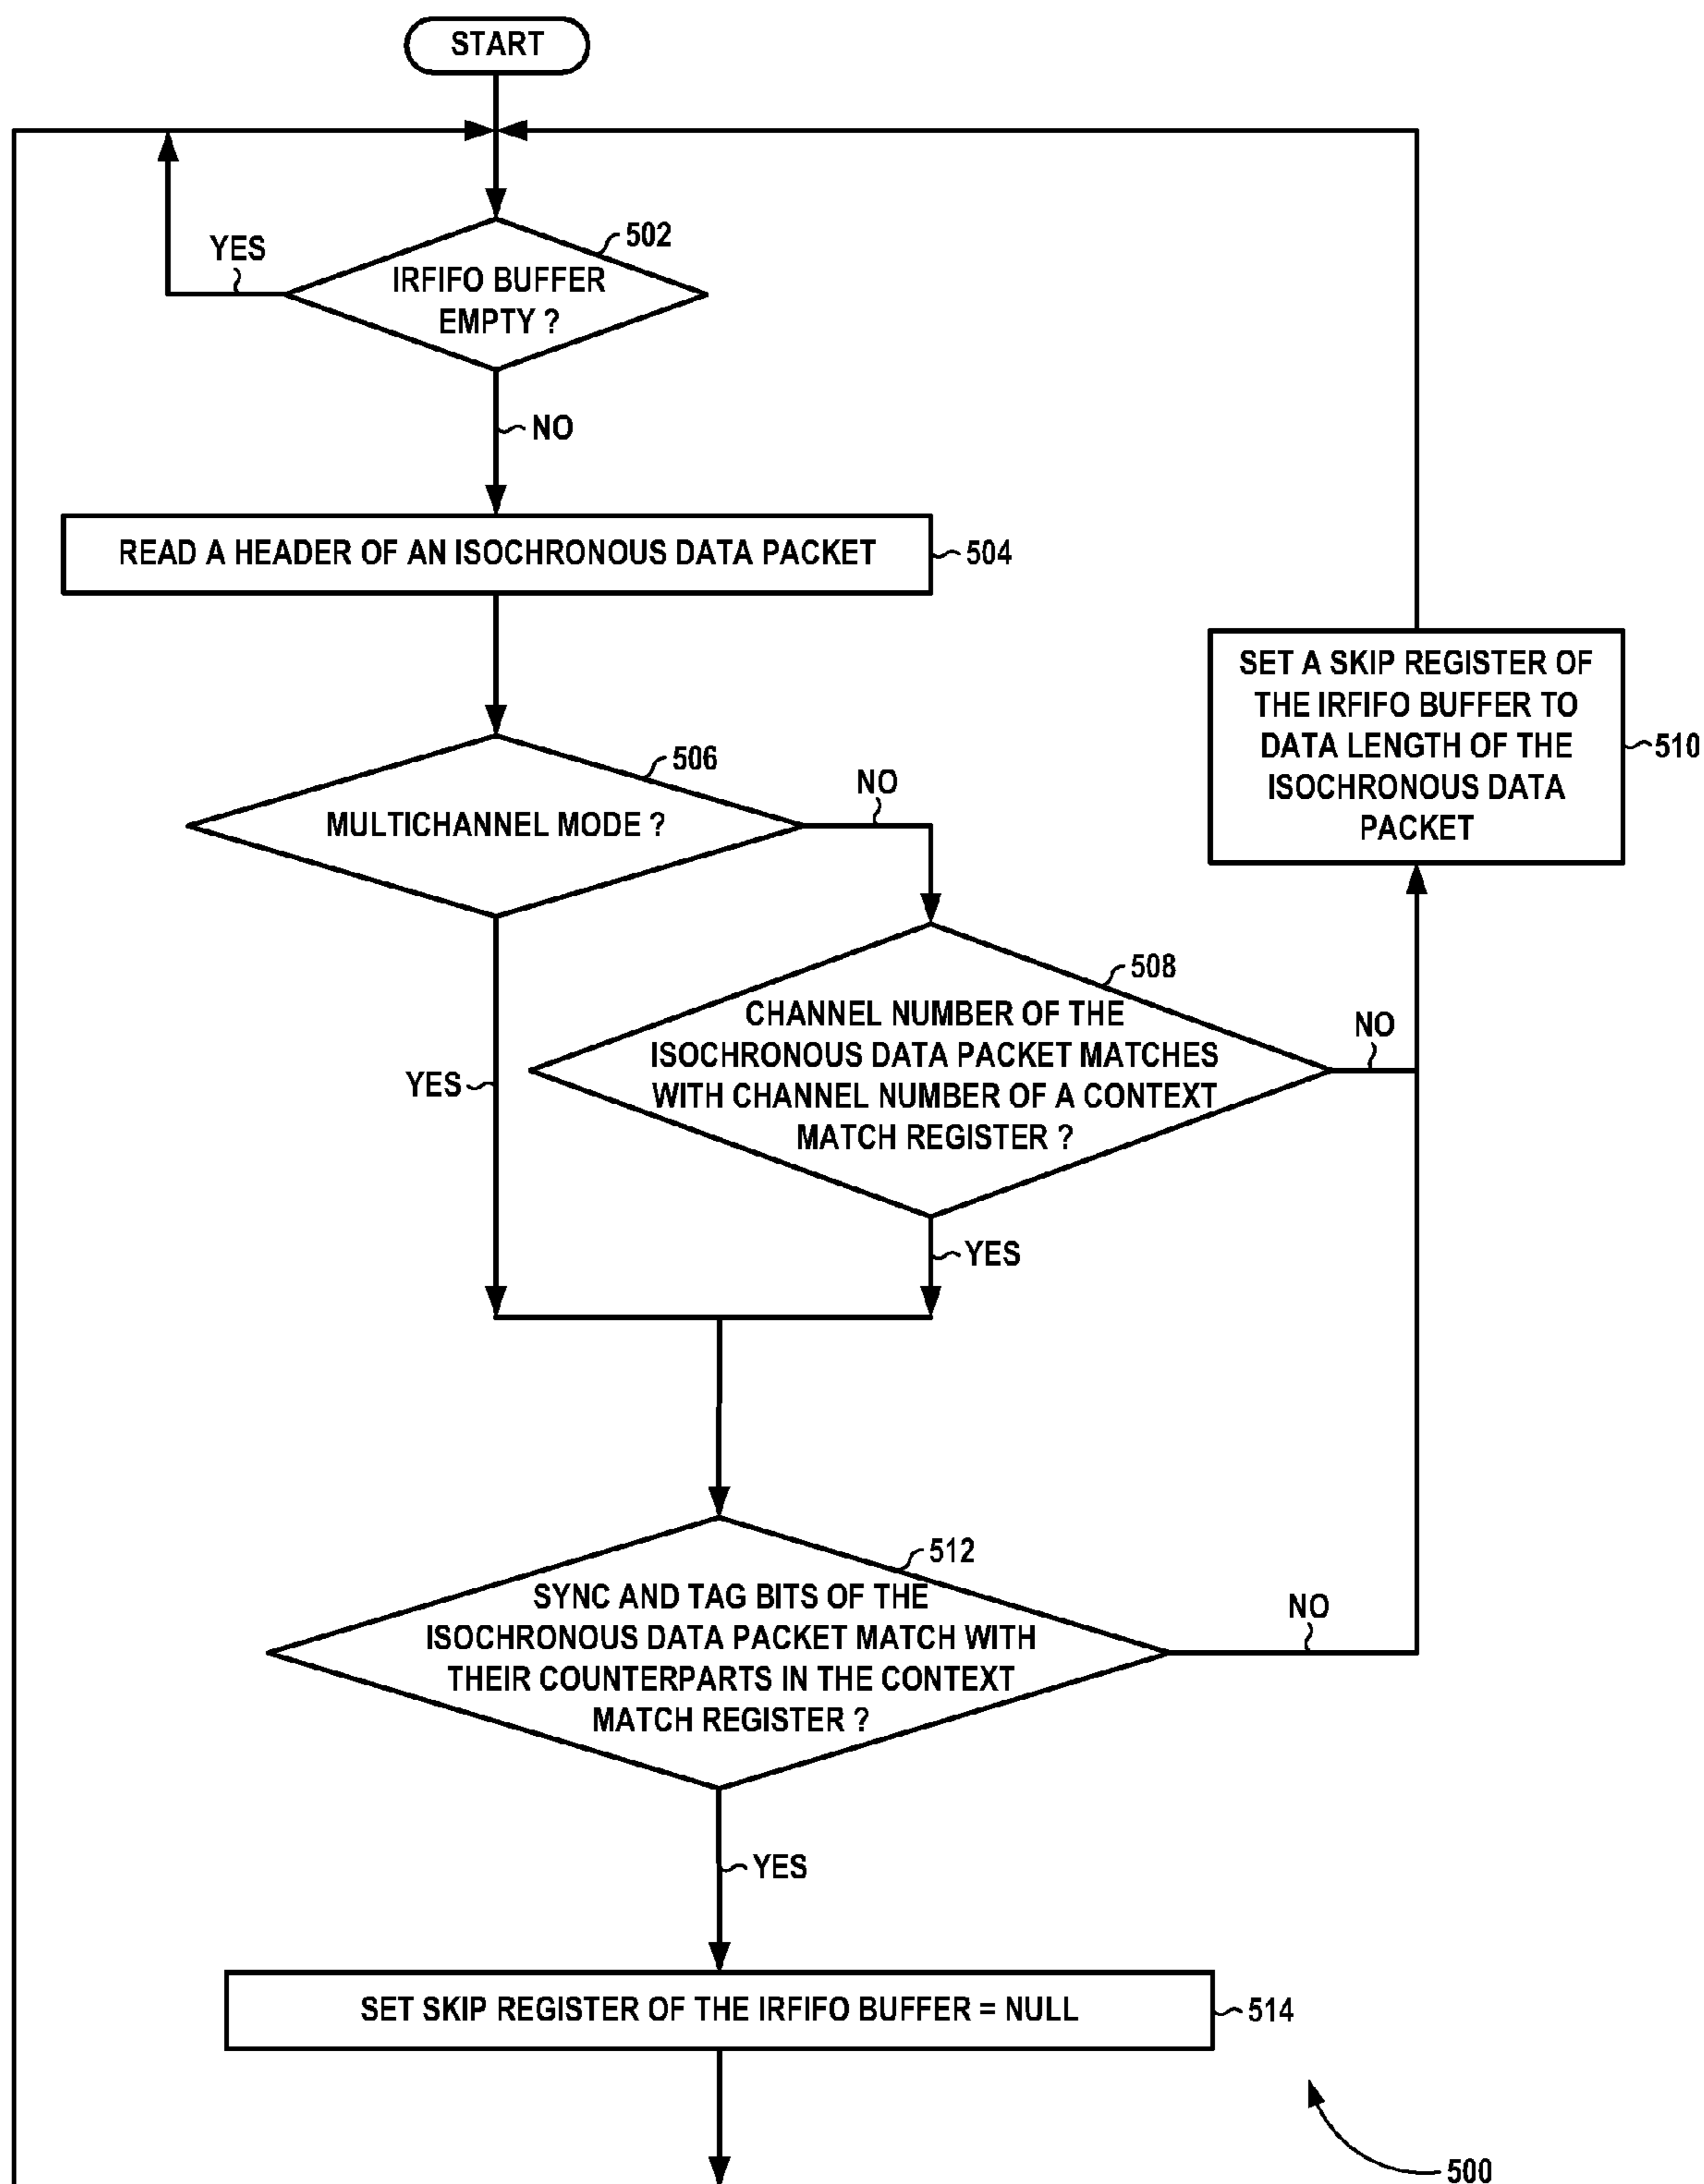 START
502
YES
IRFIFO BUFFER
EMPTY ?
NO
READ A HEADER OF AN ISOCHRONOUS DATA PACKET
504
SET A SKIP REGISTER OF
THE IRFIFO BUFFER TO
DATA LENGTH OF THE
ISOCHRONOUS DATA
PACKET
510
506
NO
MULTICHANNEL MODE ?
508
CHANNEL NUMBER OF THE
ISOCHRONOUS DATA PACKET MATCHES
WITH CHANNEL NUMBER OF A CONTEXT
MATCH REGISTER ?
NO
YES
YES
512
SYNC AND TAG BITS OF THE
ISOCHRONOUS DATA PACKET MATCH WITH
THEIR COUNTERPARTS IN THE CONTEXT
MATCH REGISTER ?
NO
YES
SET SKIP REGISTER OF THE IRFIFO BUFFER = NULL
514
500